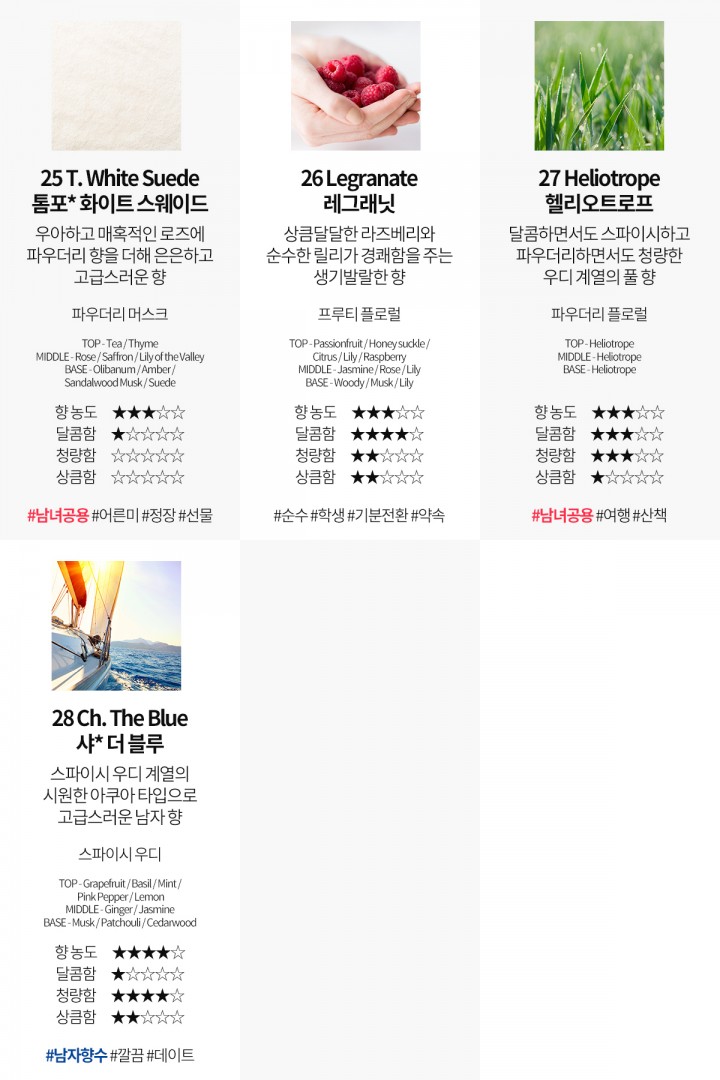 25 T. White Suede
톰포* 화이트 스웨이드
우아하고 매혹적인 로즈에
파우더리 향을 더해 은은하고
고급스러운 향
파우더리 머스크
TOP - Tea / Thyme
MIDDLE - Rose / Saffron / Lily of the Valley
BASE - Olibanum / Amber /
Sandalwood Musk / Suede
향 농도 ★★★☆☆
달콤함 ★☆☆☆☆
청량함 ☆☆☆☆☆
상큼함 ☆☆☆☆☆
#남녀공용 #어른미 #정장 #선물
26 Legranate
레그래닛
상큼달달한 라즈베리와
순수한 릴리가 경쾌함을 주는
생기발랄한 향
프루티 플로럴
TOP - Passionfruit / Honey suckle /
Citrus / Lily / Raspberry
MIDDLE - Jasmine / Rose / Lily
BASE - Woody / Musk / Lily
향 농도 ★★★☆☆
달콤함 ★★★★☆
청량함 ★★☆☆☆
상큼함 ★★☆☆☆
#순수 #학생 #기분전환 #약속
27 Heliotrope
헬리오트로프
달콤하면서도 스파이시하고
파우더리하면서도 청량한
우디 계열의 풀 향
파우더리 플로럴
TOP - Heliotrope
MIDDLE - Heliotrope
BASE - Heliotrope
향 농도 ★★★☆☆
달콤함 ★★★☆☆
청량함 ★★★☆☆
상큼함 ★☆☆☆☆
#남녀공용 #여행 #산책
28 Ch. The Blue
샤* 더 블루
스파이시 우디 계열의
시원한 아쿠아 타입으로
고급스러운 남자 향
스파이시 우디
TOP - Grapefruit / Basil / Mint /
Pink Pepper / Lemon
MIDDLE - Ginger / Jasmine
BASE - Musk / Patchouli / Cedarwood
향 농도 ★★★★☆
달콤함 ★☆☆☆☆
청량함 ★★★★☆
상큼함 ★★☆☆☆
#남자향수 #깔끔 #데이트